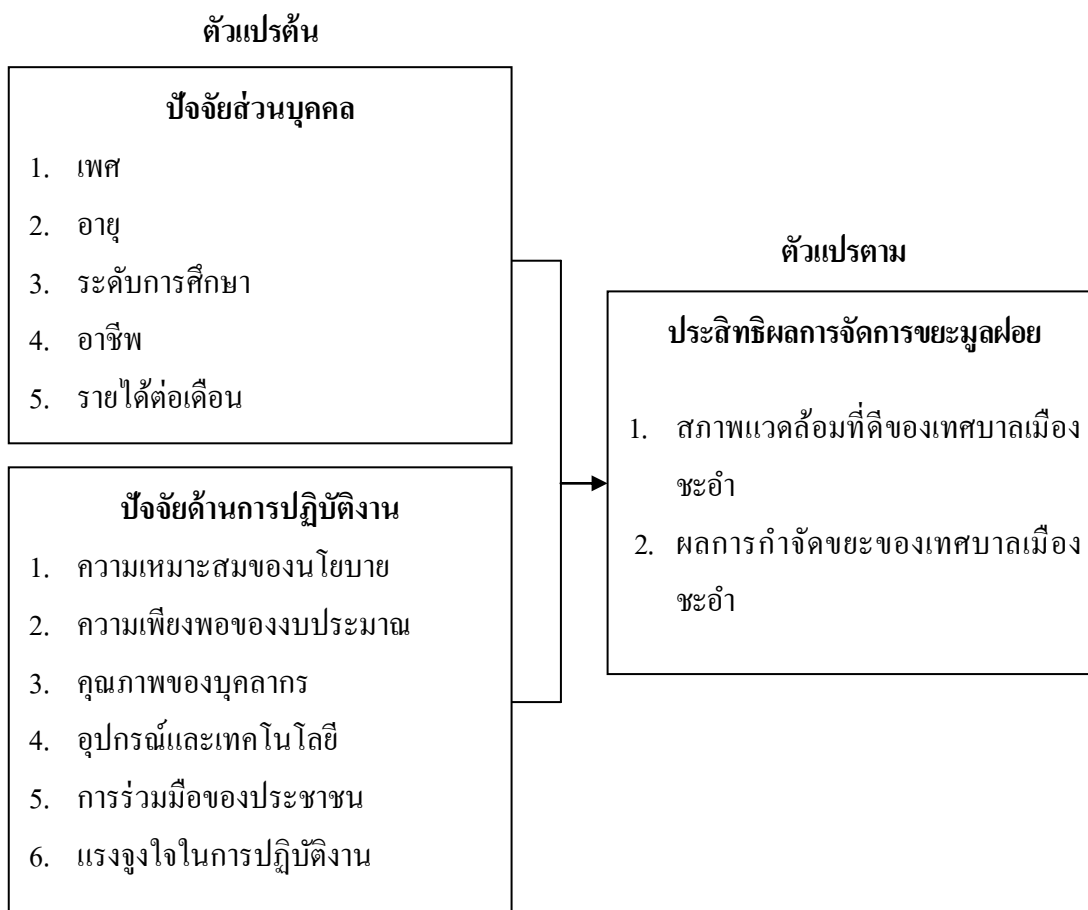 ตัวแปรต้น
ปัจจัยส่วนบุคคล
1. เพศ
2. อายุ
3. ระดับการศึกษา
4. อาชีพ
5. รายได้ต่อเดือน
ปัจจัยด้านการปฏิบัติงาน
1. ความเหมาะสมของนโยบาย
2. ความเพียงพอของงบประมาณ
3. คุณภาพของบุคลากร
4. อุปกรณ์และเทคโนโลยี
5. การร่วมมือของประชาชน
6. แรงจูงใจในการปฏิบัติงาน
ตัวแปรตาม
ประสิทธิผลการจัดการขยะมูลฝอย
1. สภาพแวดล้อมที่ดีของเทศบาลเมือง
ชะอำ
2. ผลการกำจัดขยะของเทศบาลเมือง
ชะอำ